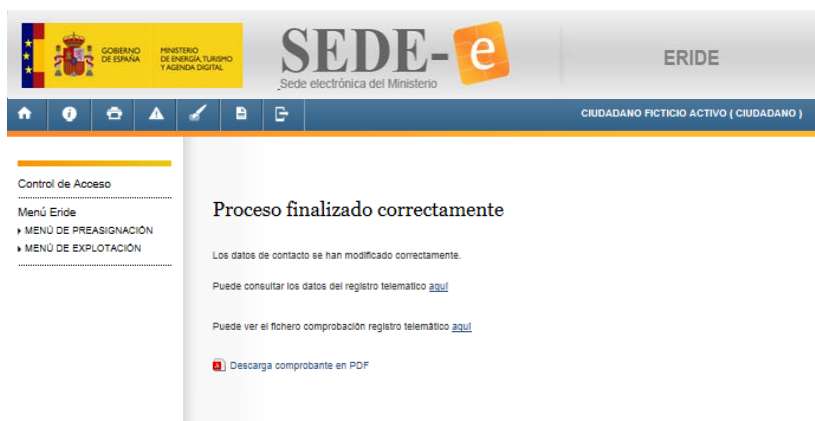 GOBIERNO
DE ESPAÑA
MINISTERIO
DE ENERGÍA, TURISMO
Y AGENDA DIGITAL
SEDE-e
Sede electrónica del Ministerio
ERIDE
CIUDADANO FICTICIO ACTIVO ( CIUDADANO )
Control de Acceso
Menú Eride
MENÚ DE PREASIGNACIÓN
MENÚ DE EXPLOTACIÓN
Proceso finalizado correctamente
Los datos de contacto se han modificado correctamente.
Puede consultar los datos del registro telematico aquí
Puede ver el fichero comprobación registro telemático aquí
Descarga comprobante en PDF